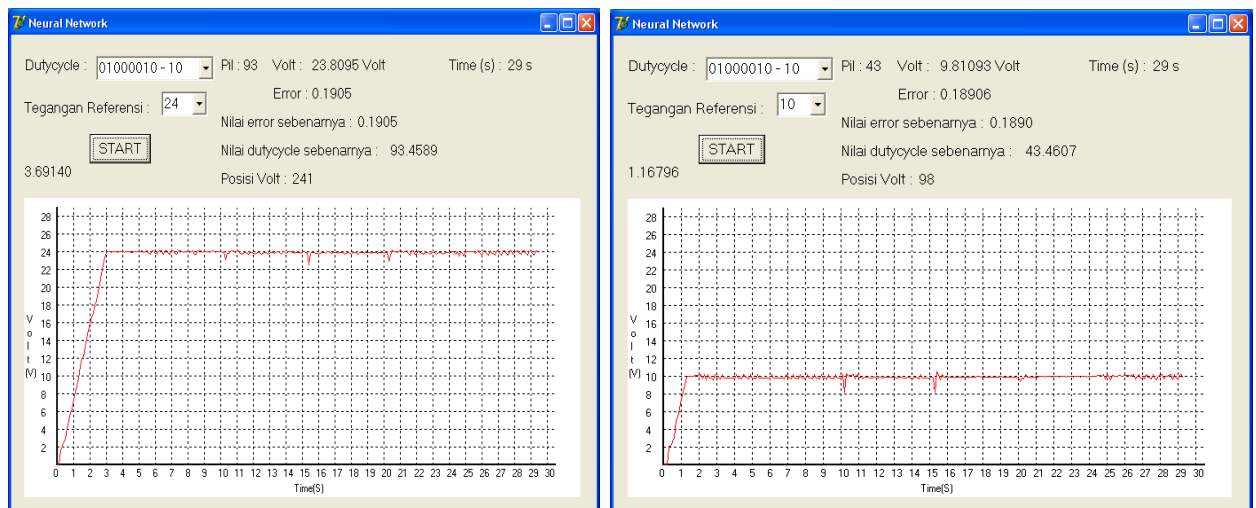 Neural Network
Dutycycle : 01000010 - 10 Pil : 93 Volt : 23.8095 Volt Time (s) : 29 s
Error : 0.1905
Tegangan Referensi : 24
Nilai error sebenarnya : 0.1905
START
Nilai dutycycle sebenarnya : 93.4589
3.69140
Posisi Volt : 241
28
26
24
22
20
18
16
14
12
10
8
6
4
2
Volt (V)
0 1 2 3 4 5 6 7 8 9 10 11 12 13 14 15 16 17 18 19 20 21 22 23 24 25 26 27 28 29 30
Time(S)
Neural Network
Dutycycle : 01000010 - 10 Pil : 43 Volt : 9.81093 Volt Time (s) : 29 s
Error : 0.18906
Tegangan Referensi : 10
Nilai error sebenarnya : 0.1890
START
Nilai dutycycle sebenarnya : 43.4607
1.16796
Posisi Volt : 98
28
26
24
22
20
18
16
14
12
10
8
6
4
2
Volt (V)
0 1 2 3 4 5 6 7 8 9 10 11 12 13 14 15 16 17 18 19 20 21 22 23 24 25 26 27 28 29 30
Time(S)